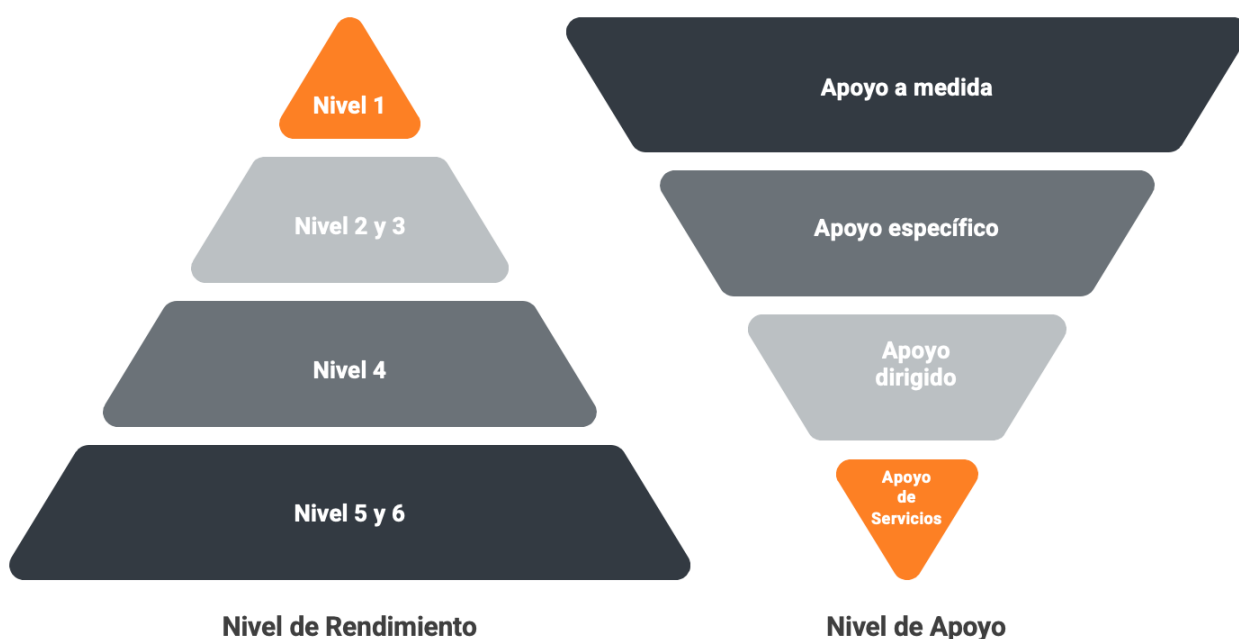 Nivel 1
Nivel 2 y 3
Nivel 4
Nivel 5 y 6
Nivel de Rendimiento
Apoyo a medida
Apoyo específico
Apoyo
dirigido
Apoyo
de
Servicios
Nivel de Apoyo